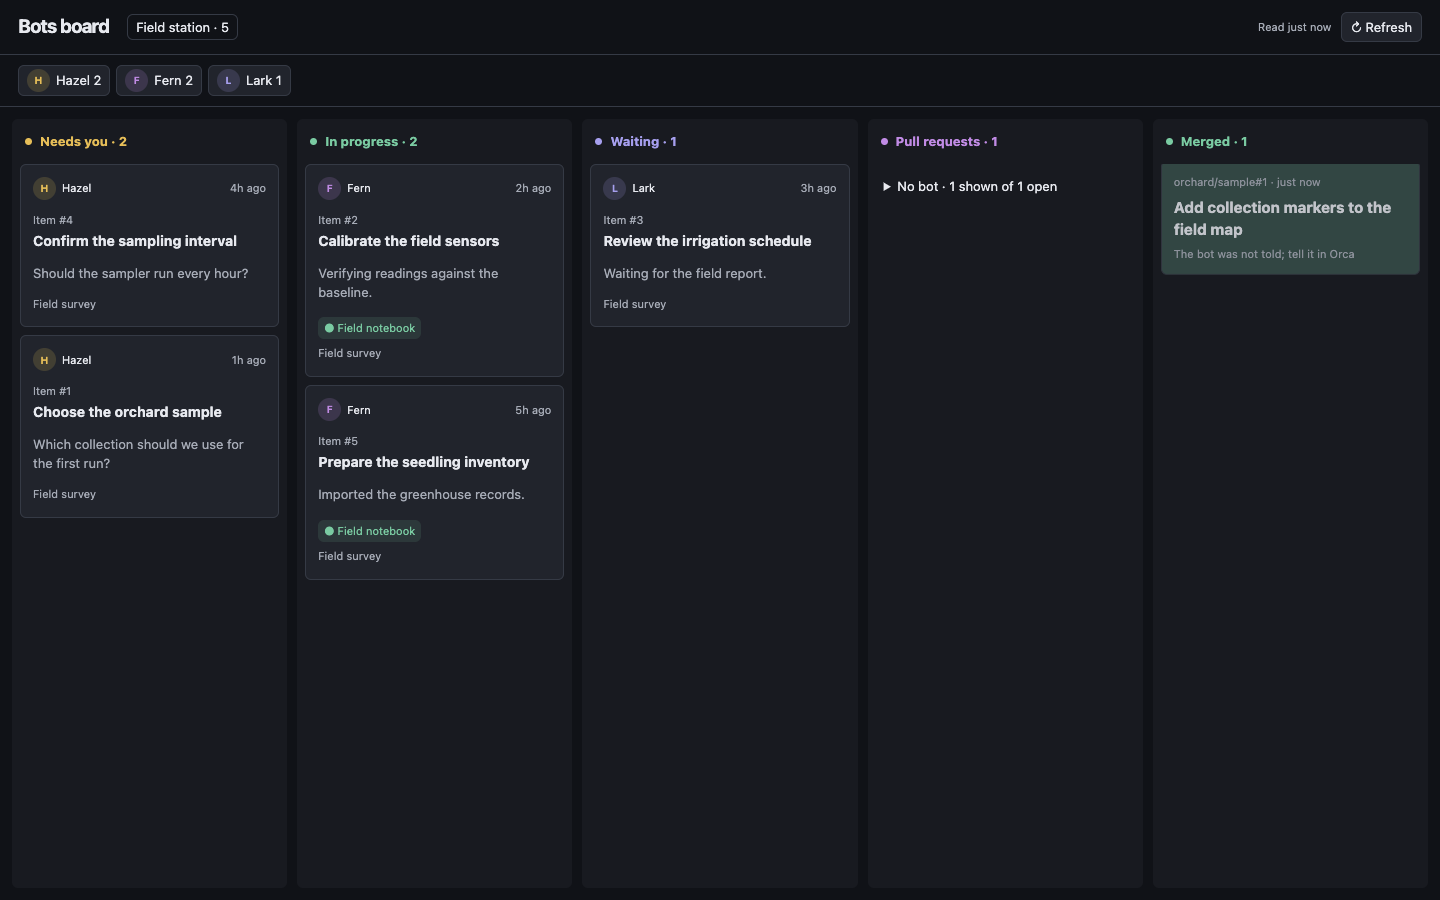 Bots board
Field station · 5
Read just now
↻ Refresh
H Hazel 2
F Fern 2
L Lark 1
Needs you · 2
H Hazel 4h ago
Item #4
Confirm the sampling interval
Should the sampler run every hour?
Field survey
H Hazel 1h ago
Item #1
Choose the orchard sample
Which collection should we use for
the first run?
Field survey
In progress · 2
F Fern 2h ago
Item #2
Calibrate the field sensors
Verifying readings against the
baseline.
Field notebook
Field survey
F Fern 5h ago
Item #5
Prepare the seedling inventory
Imported the greenhouse records.
Field notebook
Field survey
Waiting · 1
L Lark 3h ago
Item #3
Review the irrigation schedule
Waiting for the field report.
Field survey
Pull requests · 1
No bot · 1 shown of 1 open
Merged · 1
orchard/sample#1 · just now
Add collection markers to the
field map
The bot was not told; tell it in Orca